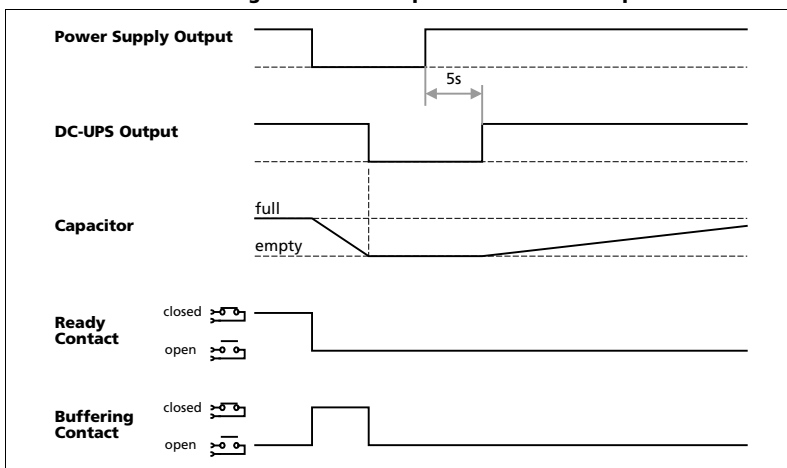 Power Supply Output
5s
DC-UPS Output
full
Capacitor
empty
closed
Ready
Contact
open
closed
Buffering
Contact
open